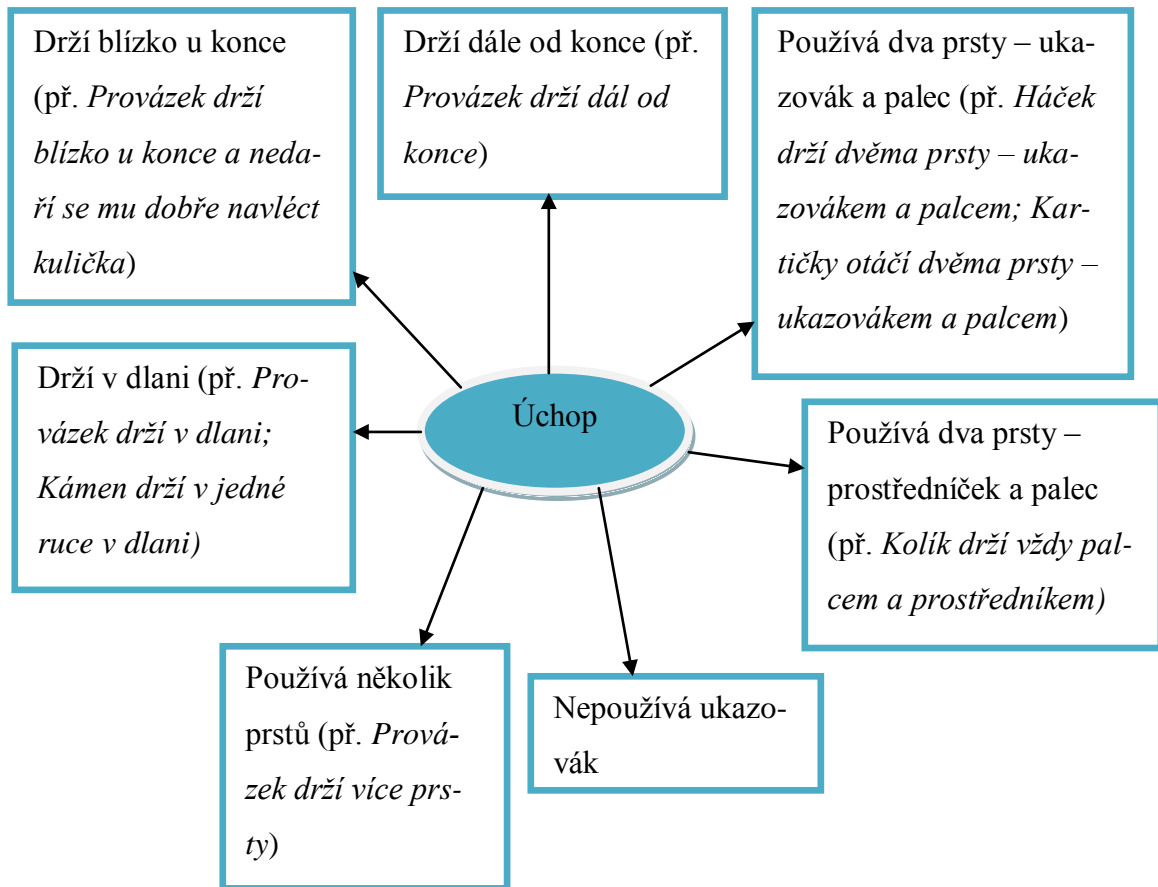 Drží blízko u konce
(př. Provázek drží
blízko u konce a neda-
ří se mu dobře navléct
kulička)
Drží dále od konce (př.
Provázek drží dál od
konce)
Používá dva prsty – uka-
zovák a palec (př. Háček
drží dvěma prsty – uka-
zovákem a palcem; Kar-
tičky otáčí dvěma prsty –
ukazovákem a palcem)
Drží v dlani (př. Pro-
vázek drží v dlani;
Kámen drží v jedné
ruce v dlani)
Úchop
Používá dva prsty –
prostředníček a palec
(př. Kolík drží vždy pal-
cem a prostředníkem)
Používá několik
prstů (př. Prová-
zek drží více prs-
ty)
Nepoužívá ukazo-
vák